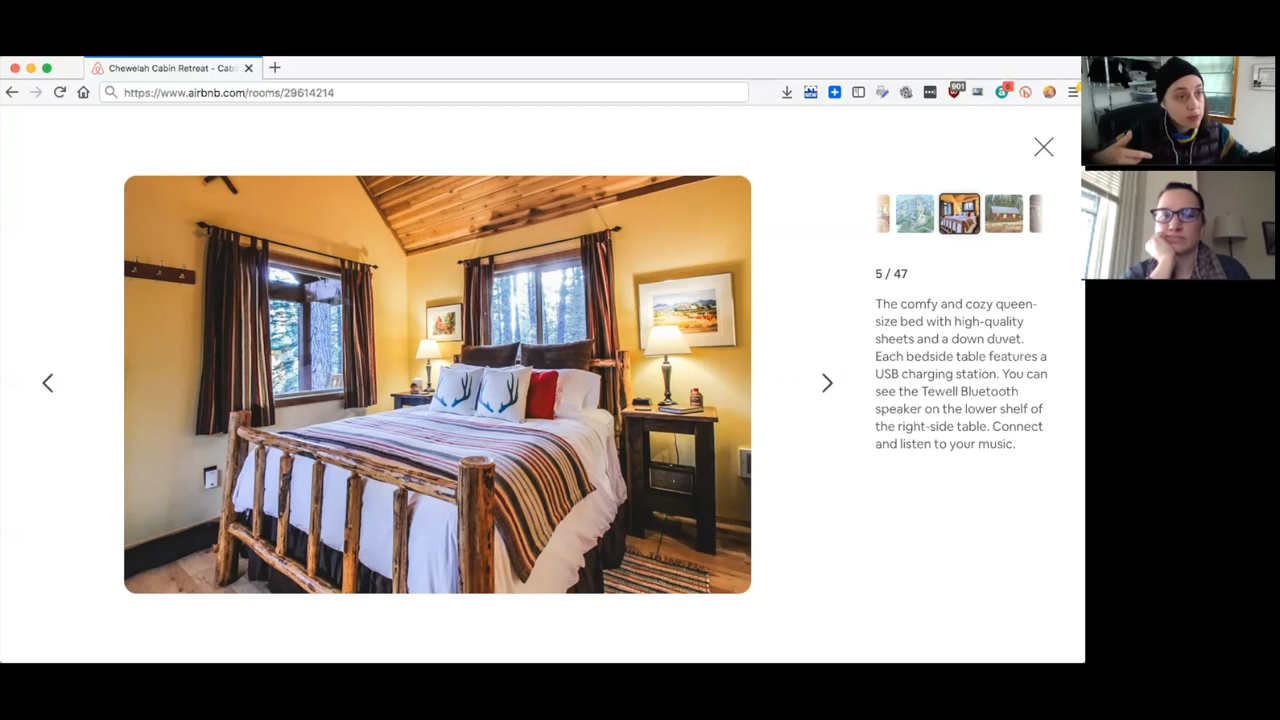 Chewelah Cabin Retreat - Cab
https://www.airbnb.com/rooms/29614214
901
5 / 47
The comfy and cozy queen-
size bed with high-quality
sheets and a down duvet.
Each bedside table features a
USB charging station. You can
see the Tewell Bluetooth
speaker on the lower shelf of
the right-side table. Connect
and listen to your music.